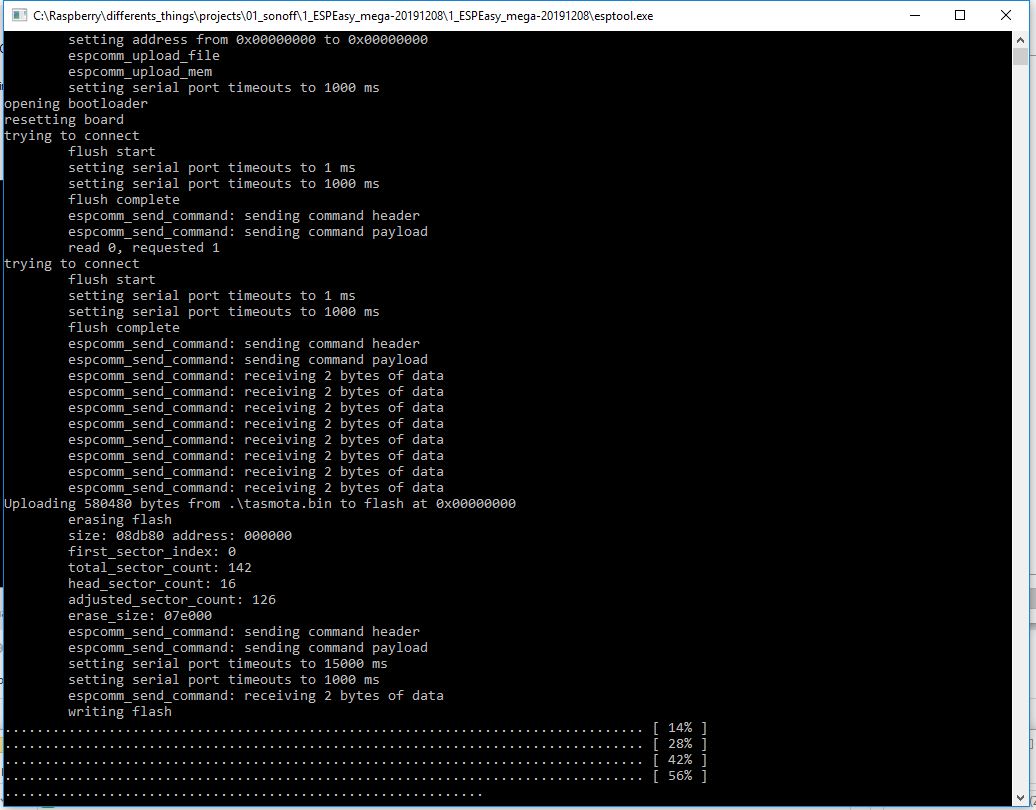 C:\Raspberry\differents_things\projects\01_sonoff\1_ESPEasy_mega-20191208\1_ESPEasy_mega-20191208\esptool.exe
setting address from 0x00000000 to 0x00000000
espcomm_upload_file
espcomm_upload_mem
setting serial port timeouts to 1000 ms
opening bootloader
resetting board
trying to connect
flush start
setting serial port timeouts to 1 ms
setting serial port timeouts to 1000 ms
flush complete
espcomm_send_command: sending command header
espcomm_send_command: sending command payload
read 0, requested 1
trying to connect
flush start
setting serial port timeouts to 1 ms
setting serial port timeouts to 1000 ms
flush complete
espcomm_send_command: sending command header
espcomm_send_command: sending command payload
espcomm_send_command: receiving 2 bytes of data
espcomm_send_command: receiving 2 bytes of data
espcomm_send_command: receiving 2 bytes of data
espcomm_send_command: receiving 2 bytes of data
espcomm_send_command: receiving 2 bytes of data
espcomm_send_command: receiving 2 bytes of data
espcomm_send_command: receiving 2 bytes of data
espcomm_send_command: receiving 2 bytes of data
Uploading 580480 bytes from .\tasmota.bin to flash at 0x00000000
erasing flash
size: 08db80 address: 000000
first_sector_index: 0
total_sector_count: 142
head_sector_count: 16
adjusted_sector_count: 126
erase_size: 07e000
espcomm_send_command: sending command header
espcomm_send_command: sending command payload
setting serial port timeouts to 15000 ms
setting serial port timeouts to 1000 ms
espcomm_send_command: receiving 2 bytes of data
writing flash
................................................................................ [ 14% ]
................................................................................ [ 28% ]
................................................................................ [ 42% ]
................................................................................ [ 56% ]
............................................................